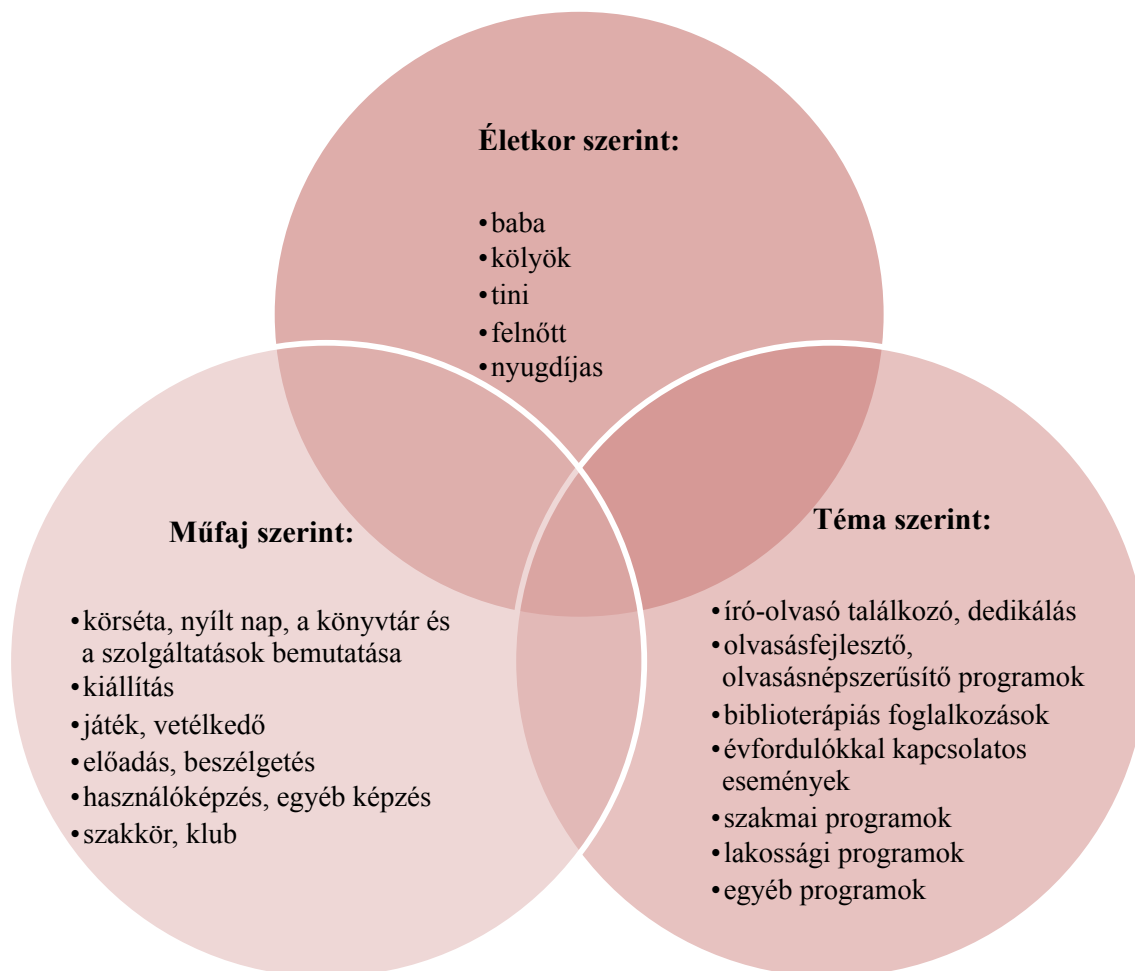 Életkor szerint:
•baba
•kölyök
•tini
•felnőtt
•nyugdíjas
Műfaj szerint:
•körséta, nyílt nap, a könyvtár és
a szolgáltatások bemutatása
•kiállítás
•játék, vetélkedő
•előadás, beszélgetés
•használóképzés, egyéb képzés
•szakkör, klub
Téma szerint:
•író-olvasó találkozó, dedikálás
•olvasásfejlesztő,
olvasásnépszerűsítő programok
•biblioterápiás foglalkozások
•évfordulókkal kapcsolatos
események
•szakmai programok
•lakossági programok
•egyéb programok